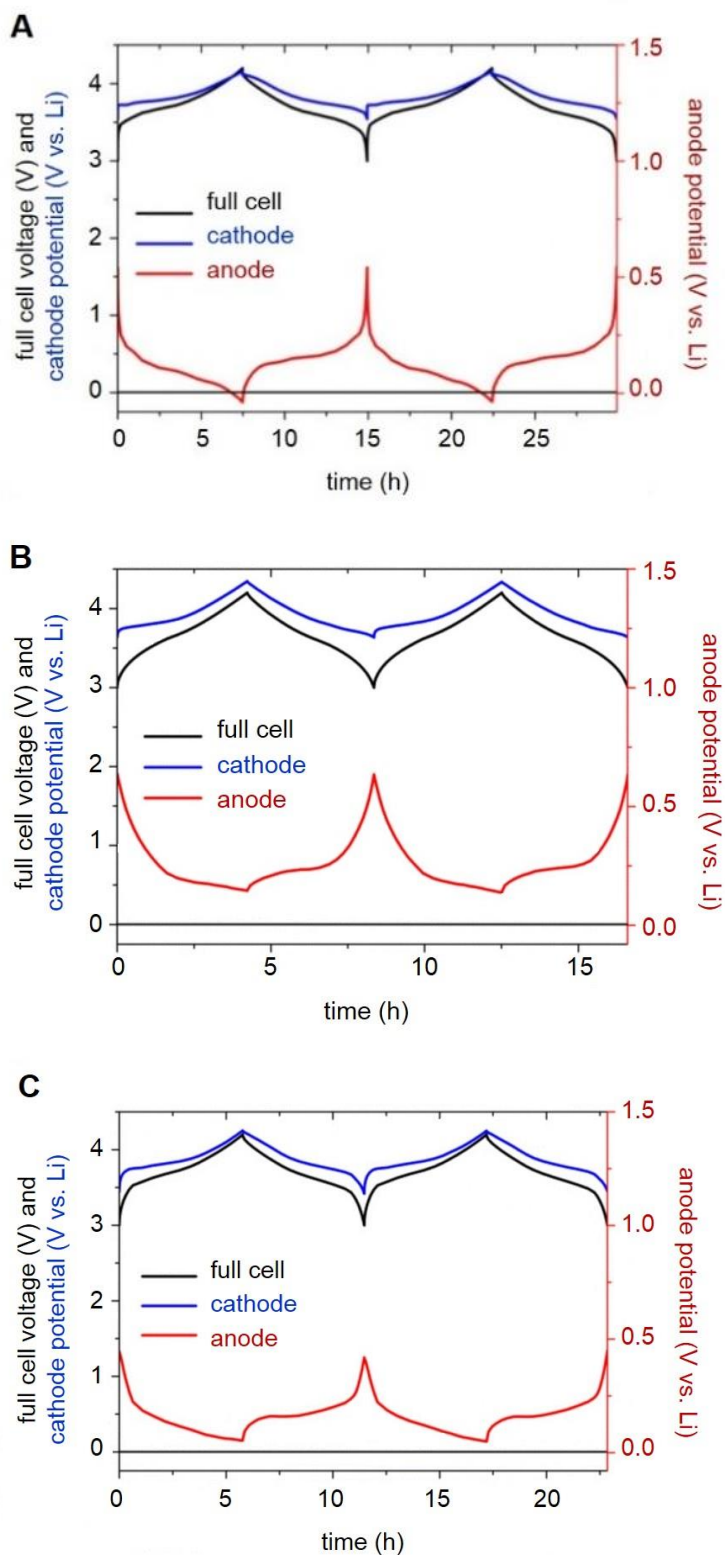 A
full cell voltage (V) and
cathode potential (V vs. Li)
4
3
2
1
0
full cell
cathode
anode
1.5
1.0
0.5
0.0
anode potential (V vs. Li)
0 5 10 15 20 25
time (h)
B
full cell voltage (V) and
cathode potential (V vs. Li)
4
3
2
1
0
full cell
cathode
anode
1.5
1.0
0.5
0.0
anode potential (V vs. Li)
0 5 10 15
time (h)
C
full cell voltage (V) and
cathode potential (V vs. Li)
4
3
2
1
0
full cell
cathode
anode
1.5
1.0
0.5
0.0
anode potential (V vs. Li)
0 5 10 15 20
time (h)